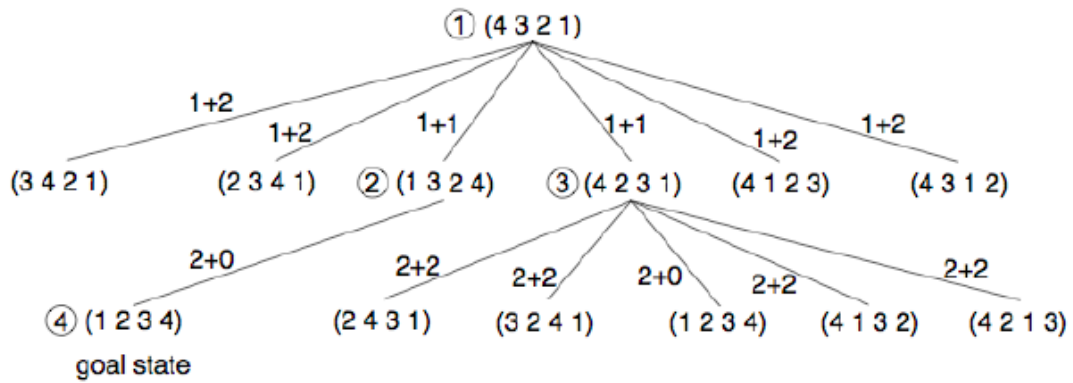 ① (4 3 2 1)
1+2 1+2 1+1 1+1 1+2 1+2
(3 4 2 1) (2 3 4 1) ② (1 3 2 4) ③ (4 2 3 1) (4 1 2 3) (4 3 1 2)
2+0 2+2 2+2 2+0 2+2 2+2
④ (1 2 3 4) (2 4 3 1) (3 2 4 1) (1 2 3 4) (4 1 3 2) (4 2 1 3)
goal state